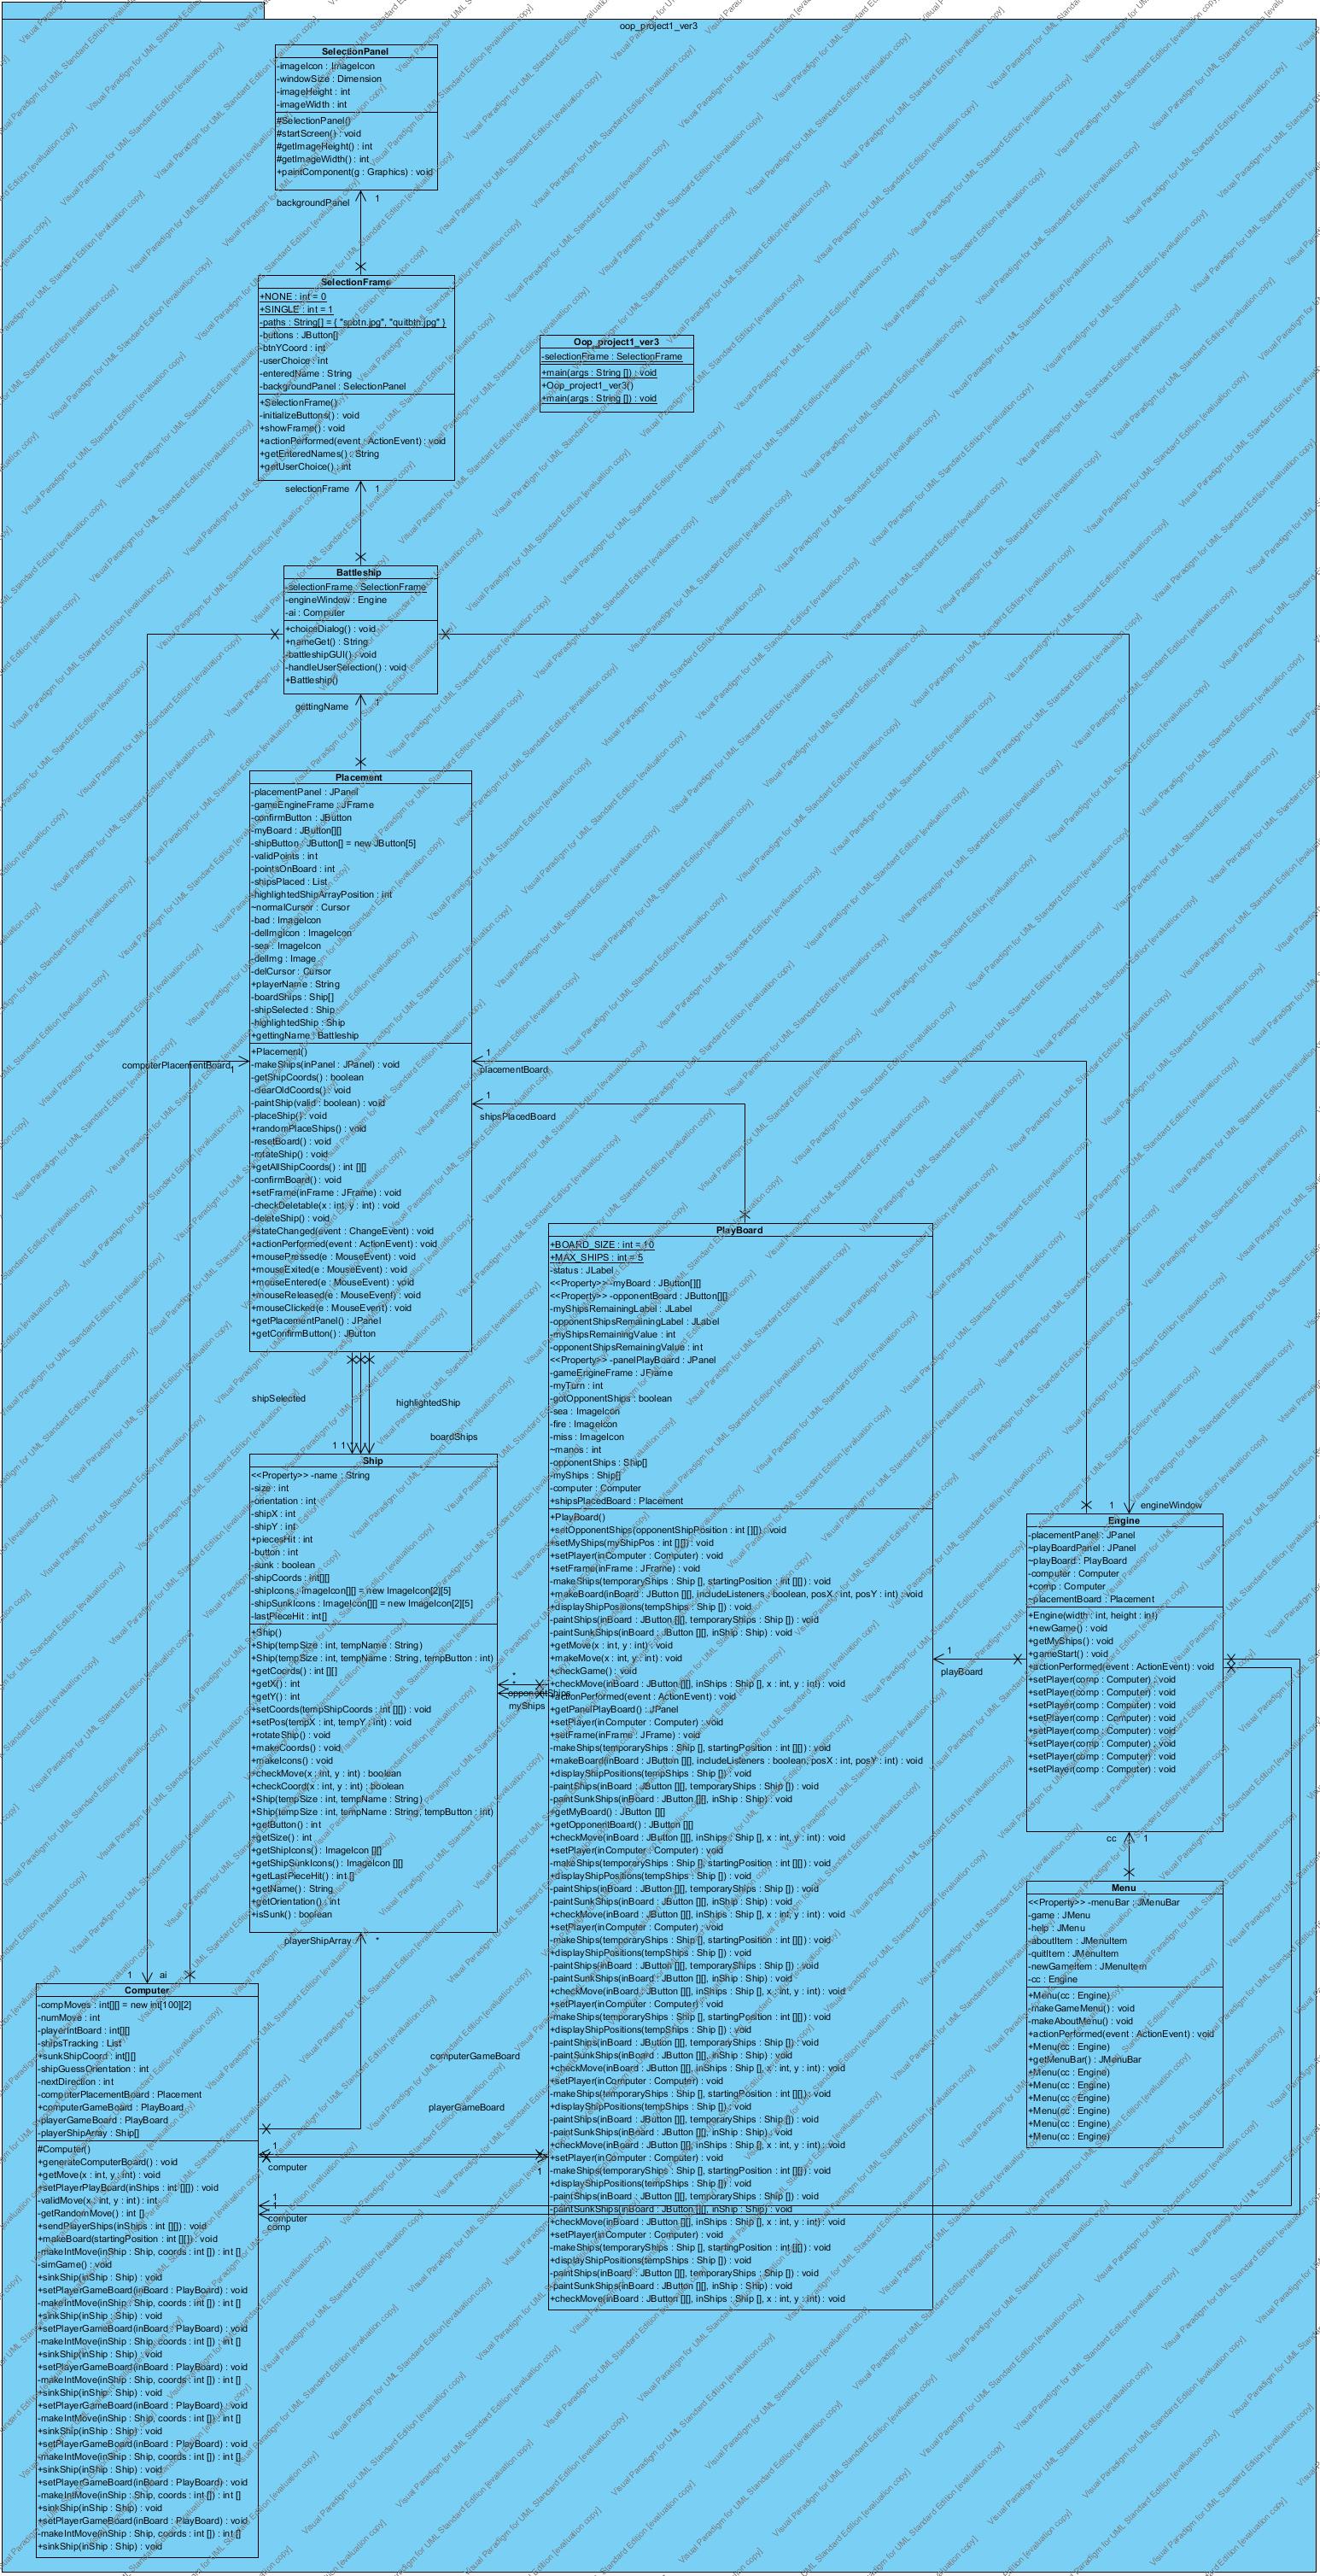 oop_project1_ver3
SelectionPanel
-imageIcon : ImageIcon
-windowSize : Dimension
-imageHeight : int
-imageWidth : int
#SelectionPanel()
#startScreen() : void
#getImageHeight() : int
#getImageWidth() : int
+paintComponent(g : Graphics) : void
backgroundPanel 1
SelectionFrame
+NONE : int = 0
+SINGLE : int = 1
-paths : String[] = { "spbtn.jpg", "quitbtn.jpg" }
-buttons : JButton[]
-btnYCoord : int
-userChoice : int
-enteredName : String
-backgroundPanel : SelectionPanel
+SelectionFrame()
-initializeButtons() : void
+showFrame() : void
+actionPerformed(event : ActionEvent) : void
+getEnteredNames() : String
+getUserChoice() : int
selectionFrame 1
Oop_project1_ver3
-selectionFrame : SelectionFrame
+main(args : String []) : void
+Oop_project1_ver3()
+main(args : String []) : void
Battleship
-selectionFrame : SelectionFrame
-engineWindow : Engine
-ai : Computer
+choiceDialog() : void
+nameGet() : String
-battleshipGUI() : void
-handleUserSelection() : void
+Battleship()
gettingName 1
Placement
-placementPanel : JPanel
-gameEngineFrame : JFrame
-confirmButton : JButton
-myBoard : JButton[][]
-shipButton : JButton[] = new JButton[5]
-validPoints : int
-pointsOnBoard : int
-shipsPlaced : List
-highlightedShipArrayPosition : int
~normalCursor : Cursor
-bad : ImageIcon
-delImgIcon : ImageIcon
-sea : ImageIcon
-delImg : Image
-delCursor : Cursor
+playerName : String
-boardShips : Ship[]
-shipSelected : Ship
-highlightedShip : Ship
+gettingName : Battleship
+Placement()
-makeShips(inPanel : JPanel) : void
-getShipCoords() : boolean
-clearOldCoords() : void
-paintShip(valid : boolean) : void
-placeShip() : void
+randomPlaceShips() : void
-resetBoard() : void
-rotateShip() : void
+getAllShipCoords() : int [][]
-confirmBoard() : void
+setFrame(inFrame : JFrame) : void
-checkDeletable(x : int, y : int) : void
-deleteShip() : void
+stateChanged(event : ChangeEvent) : void
+actionPerformed(event : ActionEvent) : void
+mousePressed(e : MouseEvent) : void
+mouseExited(e : MouseEvent) : void
+mouseEntered(e : MouseEvent) : void
+mouseReleased(e : MouseEvent) : void
+mouseClicked(e : MouseEvent) : void
+getPlacementPanel() : JPanel
+getConfirmButton() : JButton
computerPlacementBoard 1
1
placementBoard
1
shipsPlacedBoard
shipSelected
highlightedShip
boardShips
1 1
Ship
<<Property>> -name : String
-size : int
-orientation : int
-shipX : int
-shipY : int
+piecesHit : int
-button : int
-sunk : boolean
-shipCoords : int[][]
-shipIcons : ImageIcon[][] = new ImageIcon[2][5]
-shipSunkIcons : ImageIcon[][] = new ImageIcon[2][5]
-lastPieceHit : int[]
+Ship()
+Ship(tempSize : int, tempName : String)
+Ship(tempSize : int, tempName : String, tempButton : int)
+getCoords() : int [][]
+getX() : int
+getY() : int
+setCoords(tempShipCoords : int [][]) : void
+setPos(tempX : int, tempY : int) : void
+rotateShip() : void
+makeCoords() : void
+makeIcons() : void
+checkMove(x : int, y : int) : boolean
+checkCoord(x : int, y : int) : boolean
+Ship(tempSize : int, tempName : String)
+Ship(tempSize : int, tempName : String, tempButton : int)
+getButton() : int
+getSize() : int
+getShipIcons() : ImageIcon [][]
+getShipSunkIcons() : ImageIcon [][]
+getLastPieceHit() : int []
+getName() : String
+getOrientation() : int
+isSunk() : boolean
playerShipArray *
PlayBoard
+BOARD_SIZE : int = 10
+MAX_SHIPS : int = 5
-status : JLabel
<<Property>> -myBoard : JButton[][]
<<Property>> -opponentBoard : JButton[][]
-myShipsRemainingLabel : JLabel
-opponentShipsRemainingLabel : JLabel
-myShipsRemainingValue : int
-opponentShipsRemainingValue : int
<<Property>> -panelPlayBoard : JPanel
-gameEngineFrame : JFrame
-myTurn : int
-gotOpponentShips : boolean
-sea : ImageIcon
-fire : ImageIcon
-miss : ImageIcon
~manos : int
-opponentShips : Ship[]
-myShips : Ship[]
-computer : Computer
+shipsPlacedBoard : Placement
+PlayBoard()
+setOpponentShips(opponentShipPosition : int [][]) : void
+setMyShips(myShipPos : int [][]) : void
+setPlayer(inComputer : Computer) : void
+setFrame(inFrame : JFrame) : void
-makeShips(temporaryShips : Ship [], startingPosition : int [][]) : void
+makeBoard(inBoard : JButton [][], includeListeners : boolean, posX : int, posY : int) : void
+displayShipPositions(tempShips : Ship []) : void
-paintShips(inBoard : JButton [][], temporaryShips : Ship []) : void
-paintSunkShips(inBoard : JButton [][], inShip : Ship) : void
+getMove(x : int, y : int) : void
+makeMove(x : int, y : int) : void
+checkGame() : void
+checkMove(inBoard : JButton [][], inShips : Ship [], x : int, y : int) : void
+actionPerformed(event : ActionEvent) : void
+getPanelPlayBoard() : JPanel
+setPlayer(inComputer : Computer) : void
+setFrame(inFrame : JFrame) : void
-makeShips(temporaryShips : Ship [], startingPosition : int [][]) : void
+makeBoard(inBoard : JButton [][], includeListeners : boolean, posX : int, posY : int) : void
+displayShipPositions(tempShips : Ship []) : void
-paintShips(inBoard : JButton [][], temporaryShips : Ship []) : void
-paintSunkShips(inBoard : JButton [][], inShip : Ship) : void
+getMyBoard() : JButton [][]
+getOpponentBoard() : JButton [][]
+checkMove(inBoard : JButton [][], inShips : Ship [], x : int, y : int) : void
+setPlayer(inComputer : Computer) : void
-makeShips(temporaryShips : Ship [], startingPosition : int [][]) : void
+displayShipPositions(tempShips : Ship []) : void
-paintShips(inBoard : JButton [][], temporaryShips : Ship []) : void
-paintSunkShips(inBoard : JButton [][], inShip : Ship) : void
+checkMove(inBoard : JButton [][], inShips : Ship [], x : int, y : int) : void
+setPlayer(inComputer : Computer) : void
-makeShips(temporaryShips : Ship [], startingPosition : int [][]) : void
+displayShipPositions(tempShips : Ship []) : void
-paintShips(inBoard : JButton [][], temporaryShips : Ship []) : void
-paintSunkShips(inBoard : JButton [][], inShip : Ship) : void
+checkMove(inBoard : JButton [][], inShips : Ship [], x : int, y : int) : void
+setPlayer(inComputer : Computer) : void
-makeShips(temporaryShips : Ship [], startingPosition : int [][]) : void
+displayShipPositions(tempShips : Ship []) : void
-paintShips(inBoard : JButton [][], temporaryShips : Ship []) : void
-paintSunkShips(inBoard : JButton [][], inShip : Ship) : void
+checkMove(inBoard : JButton [][], inShips : Ship [], x : int, y : int) : void
+setPlayer(inComputer : Computer) : void
-makeShips(temporaryShips : Ship [], startingPosition : int [][]) : void
+displayShipPositions(tempShips : Ship []) : void
-paintShips(inBoard : JButton [][], temporaryShips : Ship []) : void
-paintSunkShips(inBoard : JButton [][], inShip : Ship) : void
+checkMove(inBoard : JButton [][], inShips : Ship [], x : int, y : int) : void
+setPlayer(inComputer : Computer) : void
-makeShips(temporaryShips : Ship [], startingPosition : int [][]) : void
+displayShipPositions(tempShips : Ship []) : void
-paintShips(inBoard : JButton [][], temporaryShips : Ship []) : void
-paintSunkShips(inBoard : JButton [][], inShip : Ship) : void
+checkMove(inBoard : JButton [][], inShips : Ship [], x : int, y : int) : void
+setPlayer(inComputer : Computer) : void
-makeShips(temporaryShips : Ship [], startingPosition : int [][]) : void
+displayShipPositions(tempShips : Ship []) : void
-paintShips(inBoard : JButton [][], temporaryShips : Ship []) : void
-paintSunkShips(inBoard : JButton [][], inShip : Ship) : void
+checkMove(inBoard : JButton [][], inShips : Ship [], x : int, y : int) : void
*
*
opponentShips
myShips
1
playBoard
1 engineWindow
Engine
-placementPanel : JPanel
~playBoardPanel : JPanel
~playBoard : PlayBoard
-computer : Computer
+comp : Computer
~placementBoard : Placement
+Engine(width : int, height : int)
+newGame() : void
+getMyShips() : void
+gameStart() : void
+actionPerformed(event : ActionEvent) : void
+setPlayer(comp : Computer) : void
+setPlayer(comp : Computer) : void
+setPlayer(comp : Computer) : void
+setPlayer(comp : Computer) : void
+setPlayer(comp : Computer) : void
+setPlayer(comp : Computer) : void
+setPlayer(comp : Computer) : void
+setPlayer(comp : Computer) : void
cc 1
Menu
<<Property>> -menuBar : JMenuBar
-game : JMenu
-help : JMenu
-aboutItem : JMenuItem
-quitItem : JMenuItem
-newGameitem : JMenuItem
-cc : Engine
+Menu(cc : Engine)
-makeGameMenu() : void
-makeAboutMenu() : void
+actionPerformed(event : ActionEvent) : void
+Menu(cc : Engine)
+getMenuBar() : JMenuBar
+Menu(cc : Engine)
+Menu(cc : Engine)
+Menu(cc : Engine)
+Menu(cc : Engine)
+Menu(cc : Engine)
+Menu(cc : Engine)
1 ai
Computer
-compMoves : int[][] = new int[100][2]
-numMove : int
-playerIntBoard : int[][]
-shipsTracking : List
+sunkShipCoord : int[][]
-shipGuessOrientation : int
-nextDirection : int
-computerPlacementBoard : Placement
+computerGameBoard : PlayBoard
-playerGameBoard : PlayBoard
-playerShipArray : Ship[]
#Computer()
+generateComputerBoard() : void
+getMove(x : int, y : int) : void
+setPlayerPlayBoard(inShips : int [][]) : void
-validMove(x : int, y : int) : int
-getRandomMove() : int []
+sendPlayerShips(inShips : int [][]) : void
+makeBoard(startingPosition : int [][]) : void
-makeIntMove(inShip : Ship, coords : int []) : int []
-simGame() : void
+sinkShip(inShip : Ship) : void
+setPlayerGameBoard(inBoard : PlayBoard) : void
-makeIntMove(inShip : Ship, coords : int []) : int []
+sinkShip(inShip : Ship) : void
+setPlayerGameBoard(inBoard : PlayBoard) : void
-makeIntMove(inShip : Ship, coords : int []) : int []
+sinkShip(inShip : Ship) : void
+setPlayerGameBoard(inBoard : PlayBoard) : void
-makeIntMove(inShip : Ship, coords : int []) : int []
+sinkShip(inShip : Ship) : void
+setPlayerGameBoard(inBoard : PlayBoard) : void
-makeIntMove(inShip : Ship, coords : int []) : int []
+sinkShip(inShip : Ship) : void
+setPlayerGameBoard(inBoard : PlayBoard) : void
-makeIntMove(inShip : Ship, coords : int []) : int []
+sinkShip(inShip : Ship) : void
+setPlayerGameBoard(inBoard : PlayBoard) : void
-makeIntMove(inShip : Ship, coords : int []) : int []
+sinkShip(inShip : Ship) : void
+setPlayerGameBoard(inBoard : PlayBoard) : void
-makeIntMove(inShip : Ship, coords : int []) : int []
+sinkShip(inShip : Ship) : void
computerGameBoard
playerGameBoard
1
computer
1
1
computer
comp
Visual Paradigm for UML Standard Edition [evaluation copy]